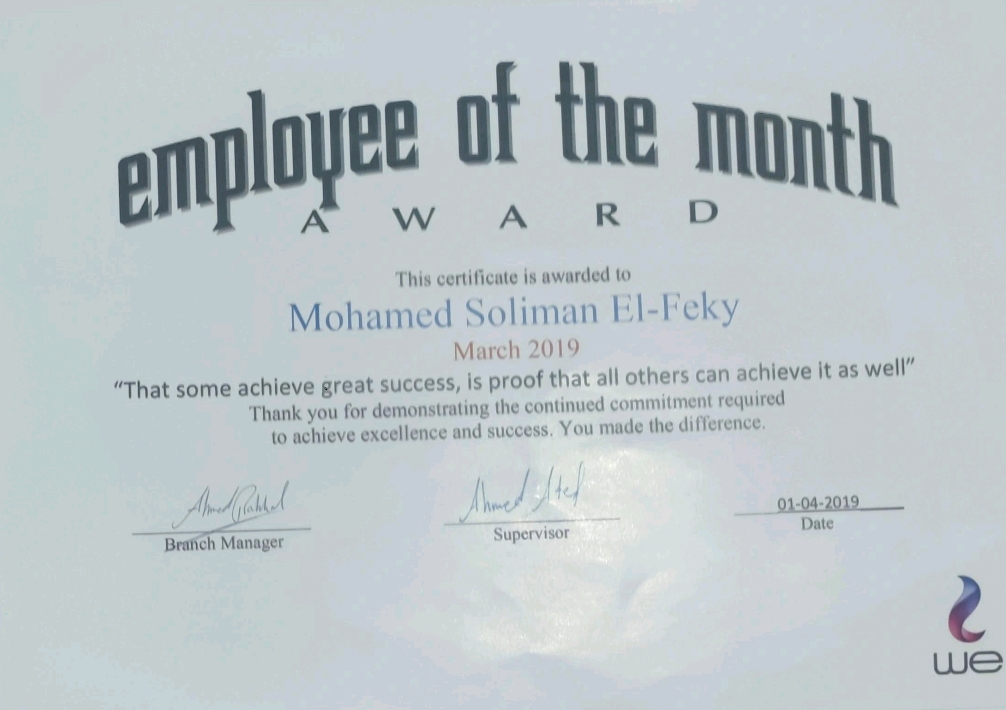 employee of the month
A W A R D
This certificate is awarded to
Mohamed Soliman El-Feky
March 2019
“That some achieve great success, is proof that all others can achieve it as well”
Thank you for demonstrating the continued commitment required
to achieve excellence and success. You made the difference.
Ahmed
Branch Manager
Ahmed Atef
Supervisor
01-04-2019
Date
we